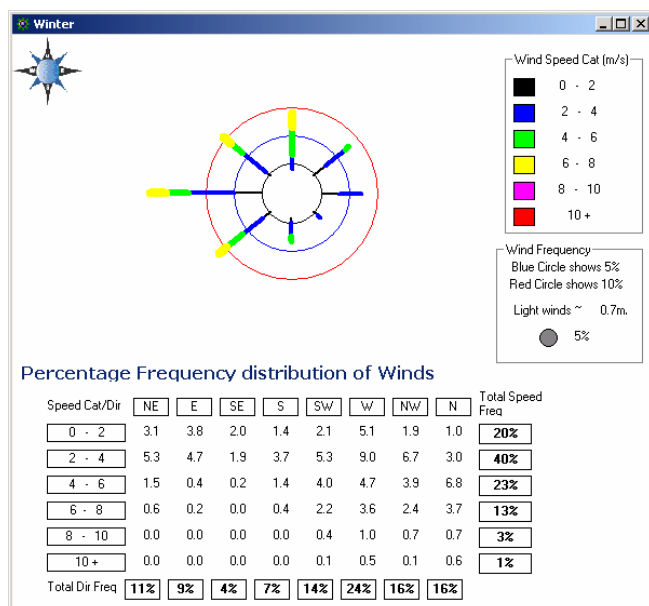 Winter
Wind Speed Cat (m/s)
0 - 2
2 - 4
4 - 6
6 - 8
8 - 10
10 +
Wind Frequency
Blue Circle shows 5%
Red Circle shows 10%
Light winds ~ 0.7m.
5%
Percentage Frequency distribution of Winds
Speed Cat/Dir NE E SE S SW W NW N Total Speed Freq
0 - 2 3.1 3.8 2.0 1.4 2.1 5.1 1.9 1.0 20%
2 - 4 5.3 4.7 1.9 3.7 5.3 9.0 6.7 3.0 40%
4 - 6 1.5 0.4 0.2 1.4 4.0 4.7 3.9 6.8 23%
6 - 8 0.6 0.2 0.0 0.4 2.2 3.6 2.4 3.7 13%
8 - 10 0.0 0.0 0.0 0.0 0.4 1.0 0.7 0.7 3%
10 + 0.0 0.0 0.0 0.0 0.1 0.5 0.1 0.6 1%
Total Dir Freq 11% 9% 4% 7% 14% 24% 16% 16%